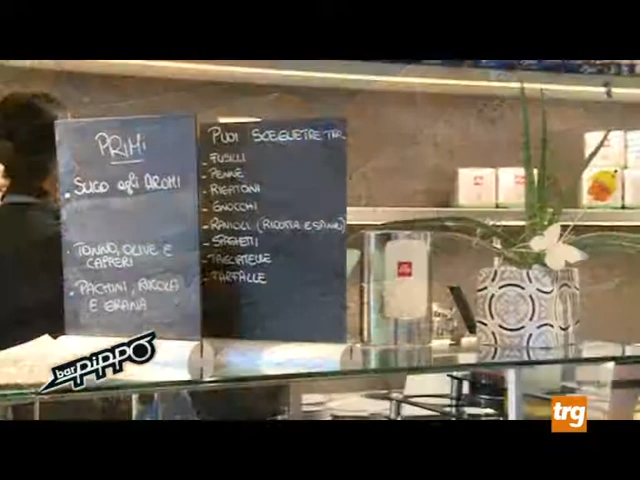 PRIMI
• SUGO agli AROMI
• TONNO, OLIVE E
CAPPERI
• PACHINI, RUCOLA
E GRANA
PUOI SCEGLIERE TRA
- FUSILLI
- PENNE
- RIGATONI
- GNOCCHI
- RAVIOLI (RICOTTA E SPINACI)
- SPAGHETTI
- TAGLIATELLE
- FARFALLE
illy
bar PIPPO
trg